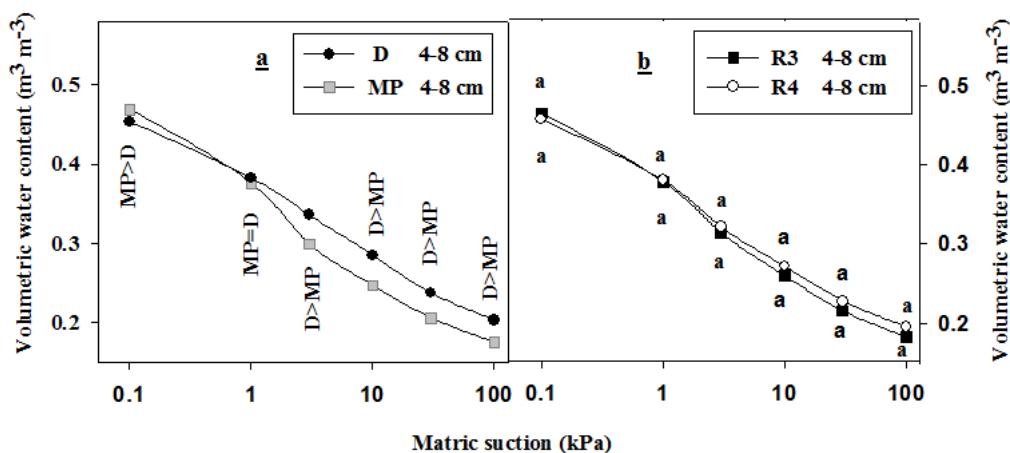 Volumetric water content (m³ m⁻³)
0.5
0.4
0.3
0.2
a
D 4-8 cm
MP 4-8 cm
MP>D
MP=D
D>MP
D>MP
D>MP
D>MP
0.1 1 10 100
b
R3 4-8 cm
R4 4-8 cm
a
a
a
a
a
a
a
a
a
a
a
a
0.1 1 10 100
0.5
0.4
0.3
0.2
Volumetric water content (m³ m⁻³)
Matric suction (kPa)